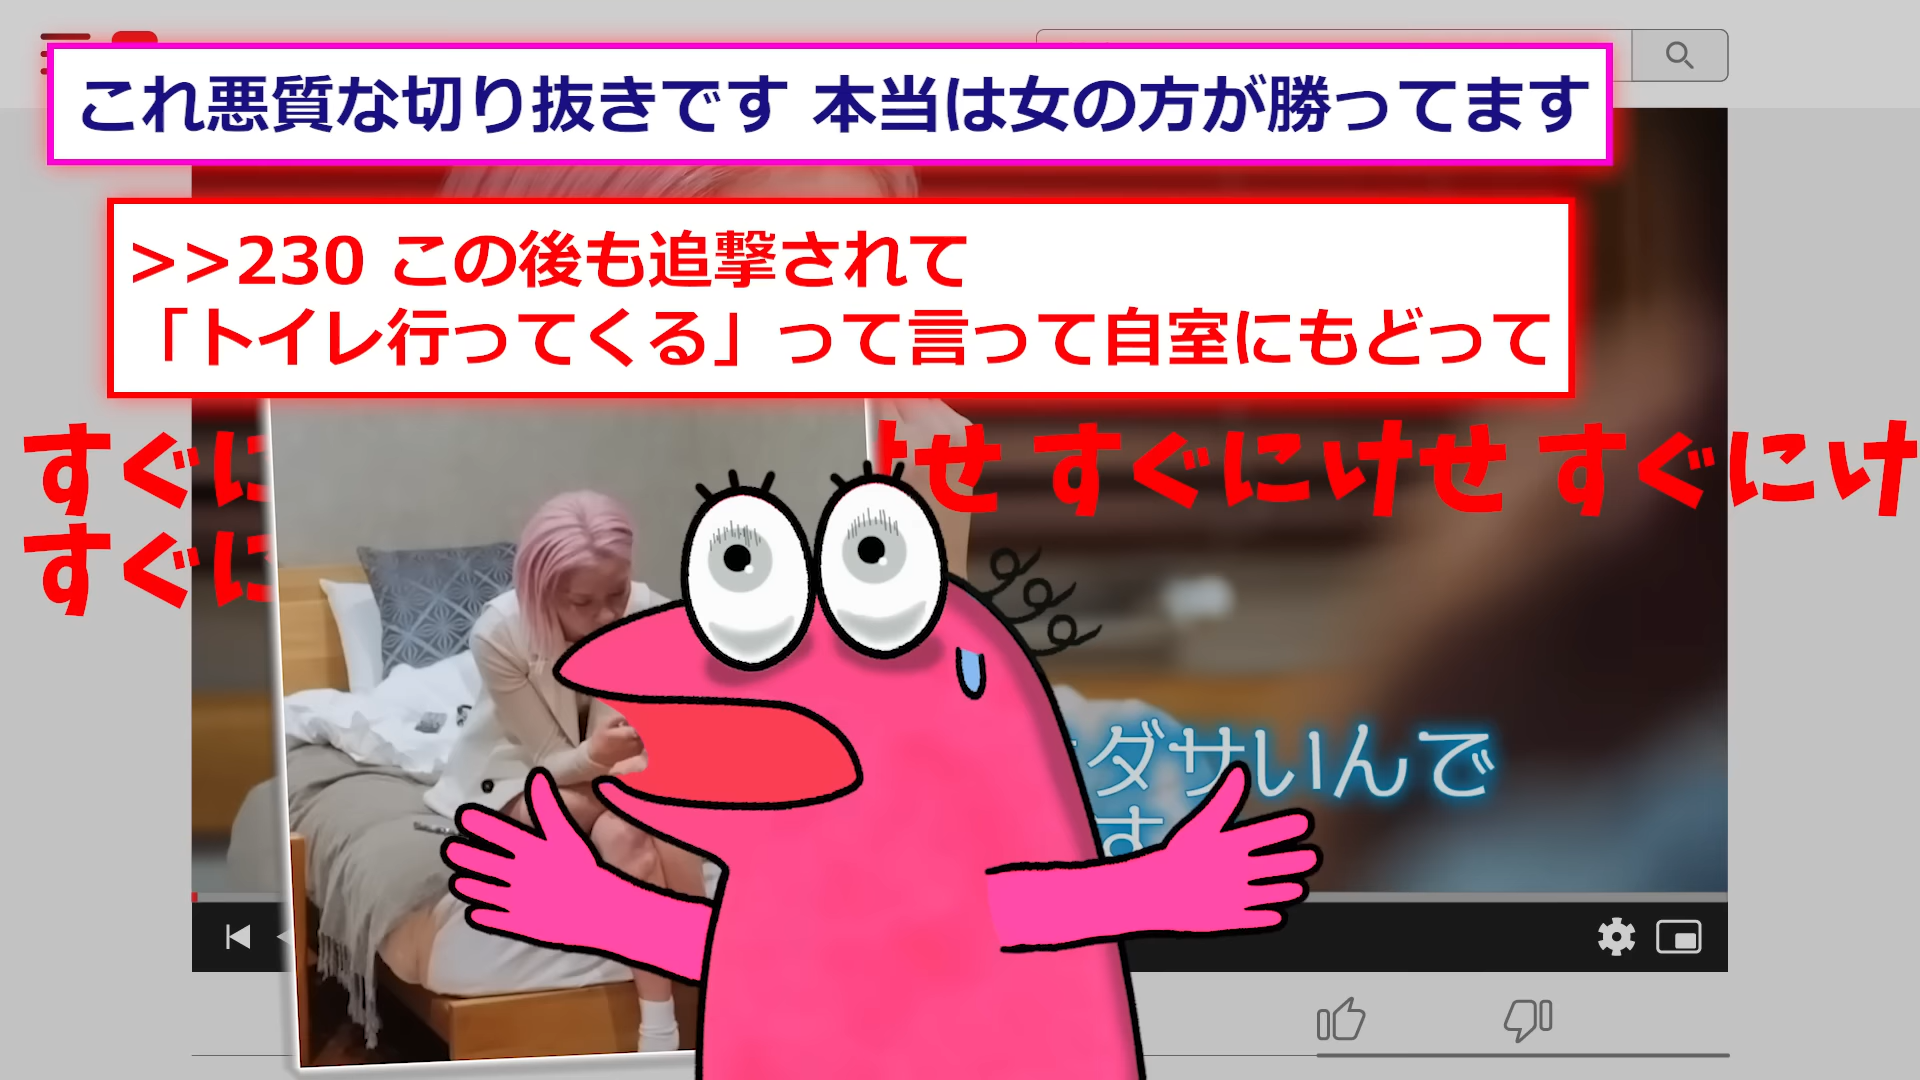 これ悪質な切り抜きです 本当は女の方が勝ってます
>>230 この後も追撃されて
「トイレ行ってくる」って言って自室にもどって
すぐに
せ すぐにけせ すぐにけ
すぐに
ダサいんで
す